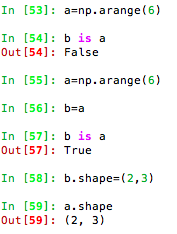 In [53]: a=np.arange(6)
In [54]: b is a
Out[54]: False
In [55]: a=np.arange(6)
In [56]: b=a
In [57]: b is a
Out[57]: True
In [58]: b.shape=(2,3)
In [59]: a.shape
Out[59]: (2, 3)